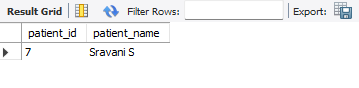 Result Grid Filter Rows: Export:
patient_id patient_name
7 Sravani S